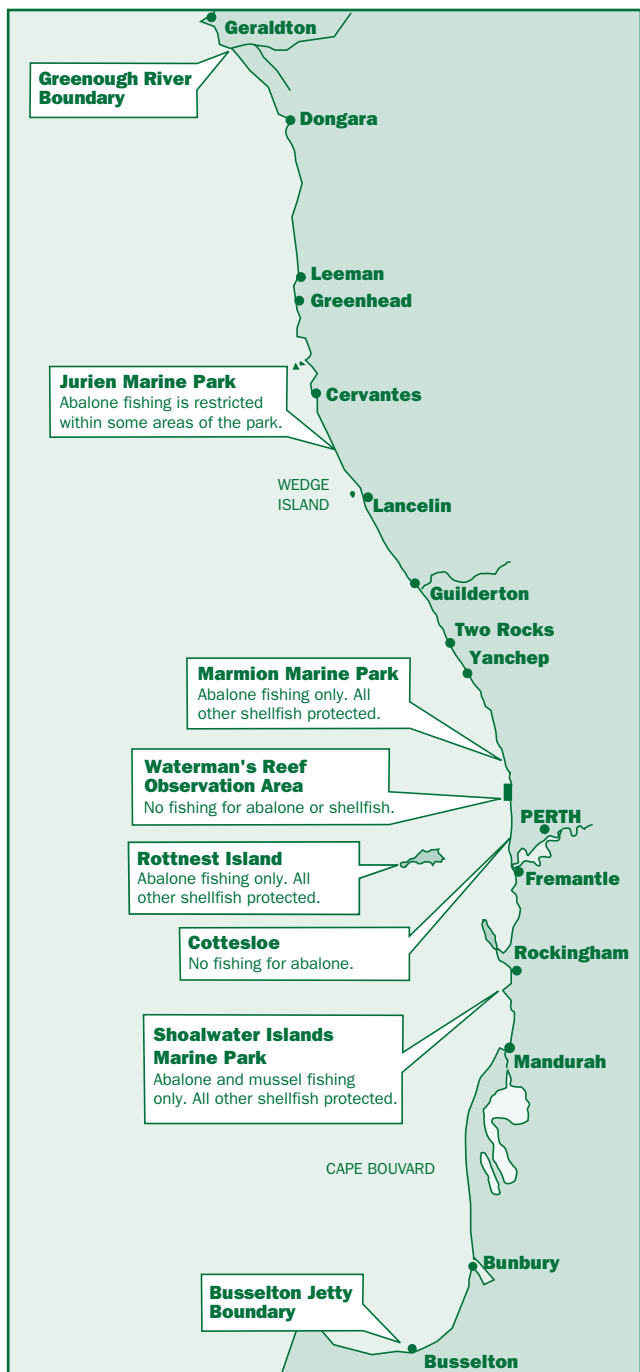 Geraldton
Greenough River
Boundary
Dongara
Leeman
Greenhead
Jurien Marine Park
Abalone fishing is restricted
within some areas of the park.
Cervantes
WEDGE
ISLAND
Lancelin
Guilderton
Two Rocks
Yanchep
Marmion Marine Park
Abalone fishing only. All
other shellfish protected.
Waterman's Reef
Observation Area
No fishing for abalone or shellfish.
PERTH
Rottnest Island
Abalone fishing only. All
other shellfish protected.
Fremantle
Cottesloe
No fishing for abalone.
Rockingham
Shoalwater Islands
Marine Park
Abalone and mussel fishing
only. All other shellfish protected.
Mandurah
CAPE BOUVARD
Bunbury
Busselton Jetty
Boundary
Busselton